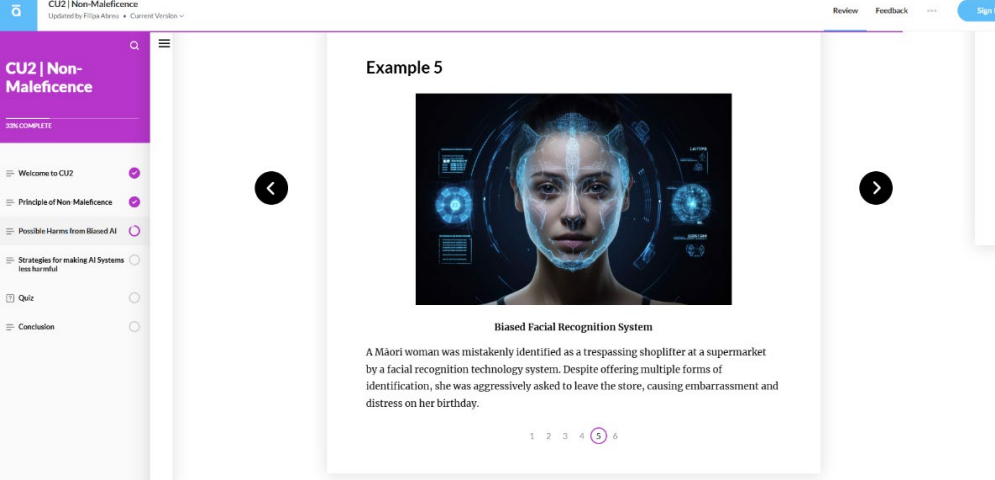 CU2 | Non-Maleficence
Updated by Filipa Abreu • Current Version
Review
Feedback
Sign
CU2 | Non-
Maleficence
33% COMPLETE
Welcome to CU2
Principle of Non-Maleficence
Possible Harms from Biased AI
Strategies for making AI Systems
less harmful
Quiz
Conclusion
Example 5
Biased Facial Recognition System
A Māori woman was mistakenly identified as a trespassing shoplifter at a supermarket
by a facial recognition technology system. Despite offering multiple forms of
identification, she was aggressively asked to leave the store, causing embarrassment and
distress on her birthday.
1 2 3 4 5 6